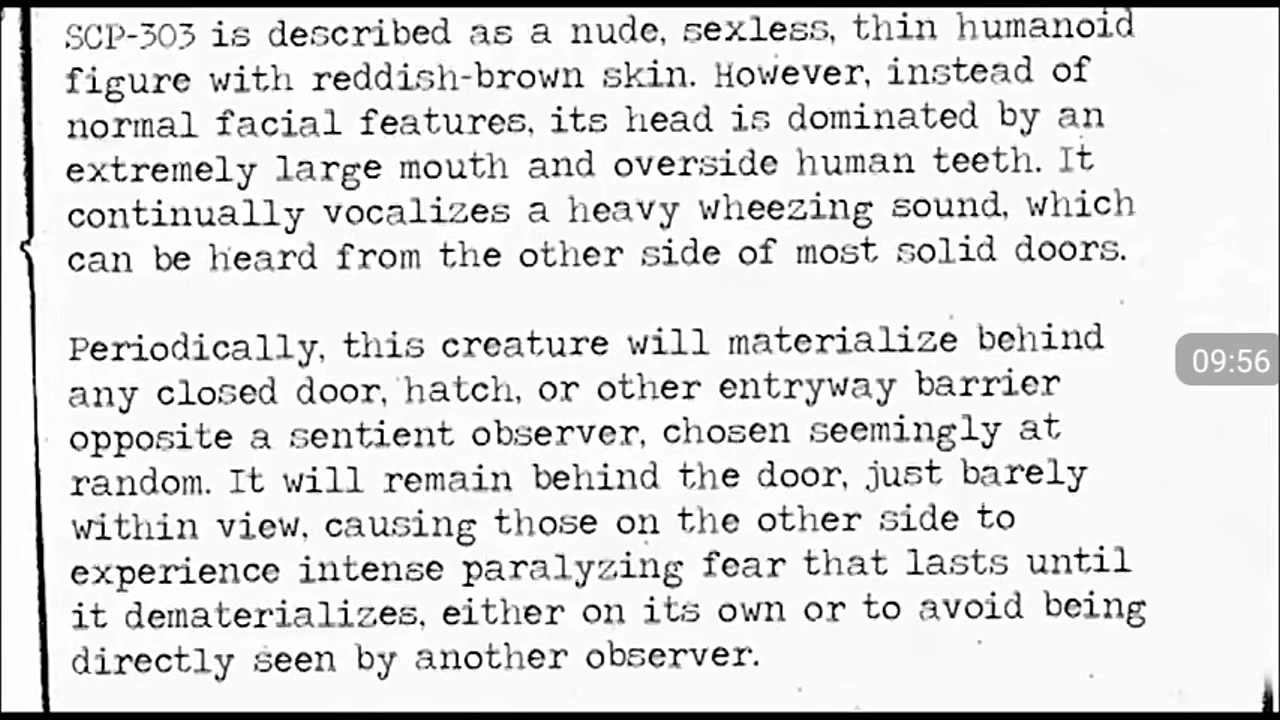 SCP-303 is described as a nude, sexless, thin humanoid
figure with reddish-brown skin. However, instead of
normal facial features, its head is dominated by an
extremely large mouth and overside human teeth. It
continually vocalizes a heavy wheezing sound, which
can be heard from the other side of most solid doors.

Periodically, this creature will materialize behind
any closed door, hatch, or other entryway barrier
opposite a sentient observer, chosen seemingly at
random. It will remain behind the door, just barely
within view, causing those on the other side to
experience intense paralyzing fear that lasts until
it dematerializes, either on its own or to avoid being
directly seen by another observer.
09:56